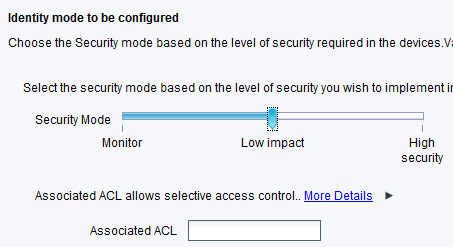 Identity mode to be configured
Choose the Security mode based on the level of security required in the devices.
Select the security mode based on the level of security you wish to implement
Security Mode
Monitor Low impact High security
Associated ACL allows selective access control.. More Details
Associated ACL